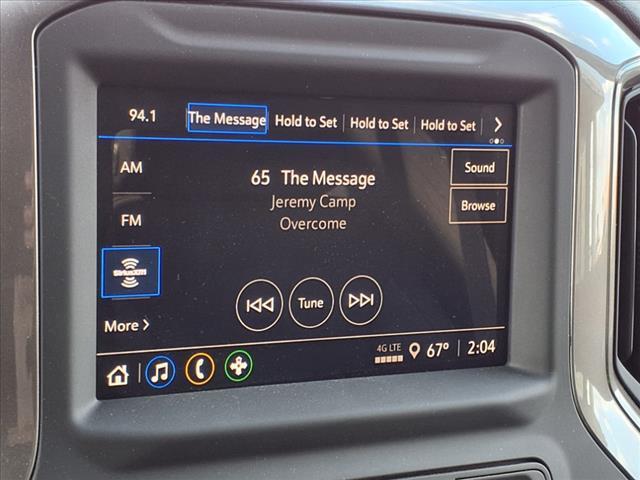 94.1 The Message Hold to Set Hold to Set Hold to Set
AM
65 The Message
Sound
Jeremy Camp
Browse
FM
Overcome
SiriusXM
Tune
More
4G LTE 67° 2:04